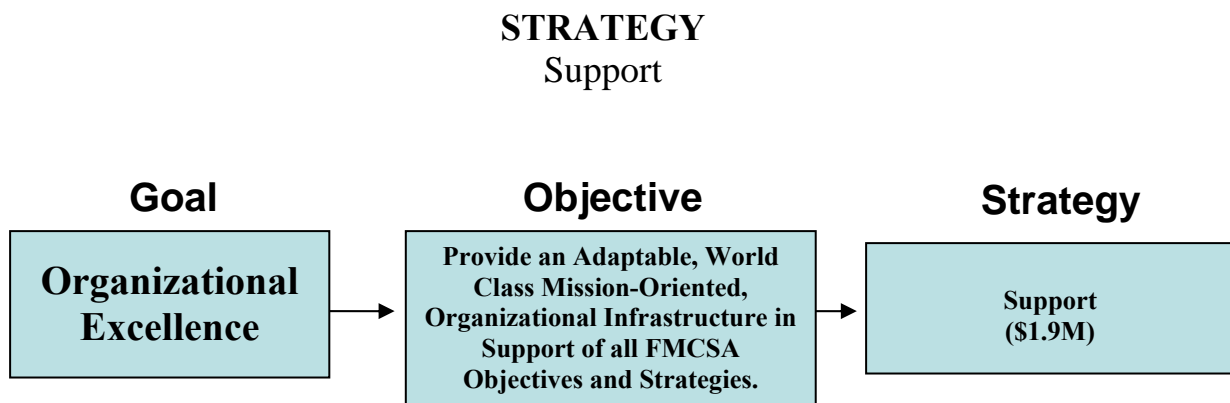 STRATEGY
Support
Goal
Objective
Strategy
Organizational
Excellence
Provide an Adaptable, World
Class Mission-Oriented,
Organizational Infrastructure in
Support of all FMCSA
Objectives and Strategies.
Support
($1.9M)